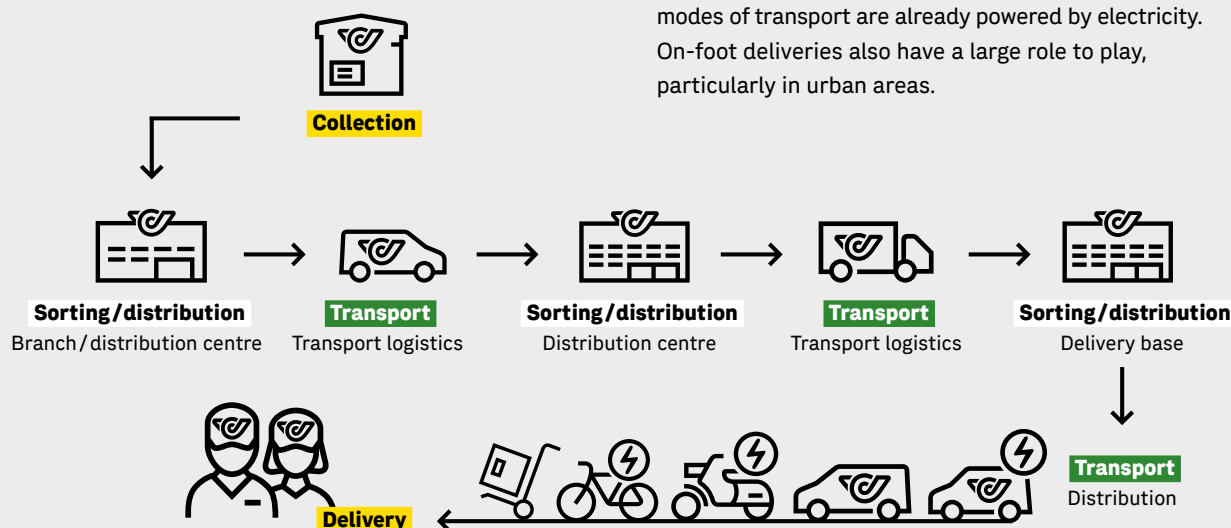 modes of transport are already powered by electricity.
On-foot deliveries also have a large role to play,
particularly in urban areas.
Collection
Sorting/distribution
Branch/distribution centre
Transport
Transport logistics
Sorting/distribution
Distribution centre
Transport
Transport logistics
Sorting/distribution
Delivery base
Transport
Distribution
Delivery